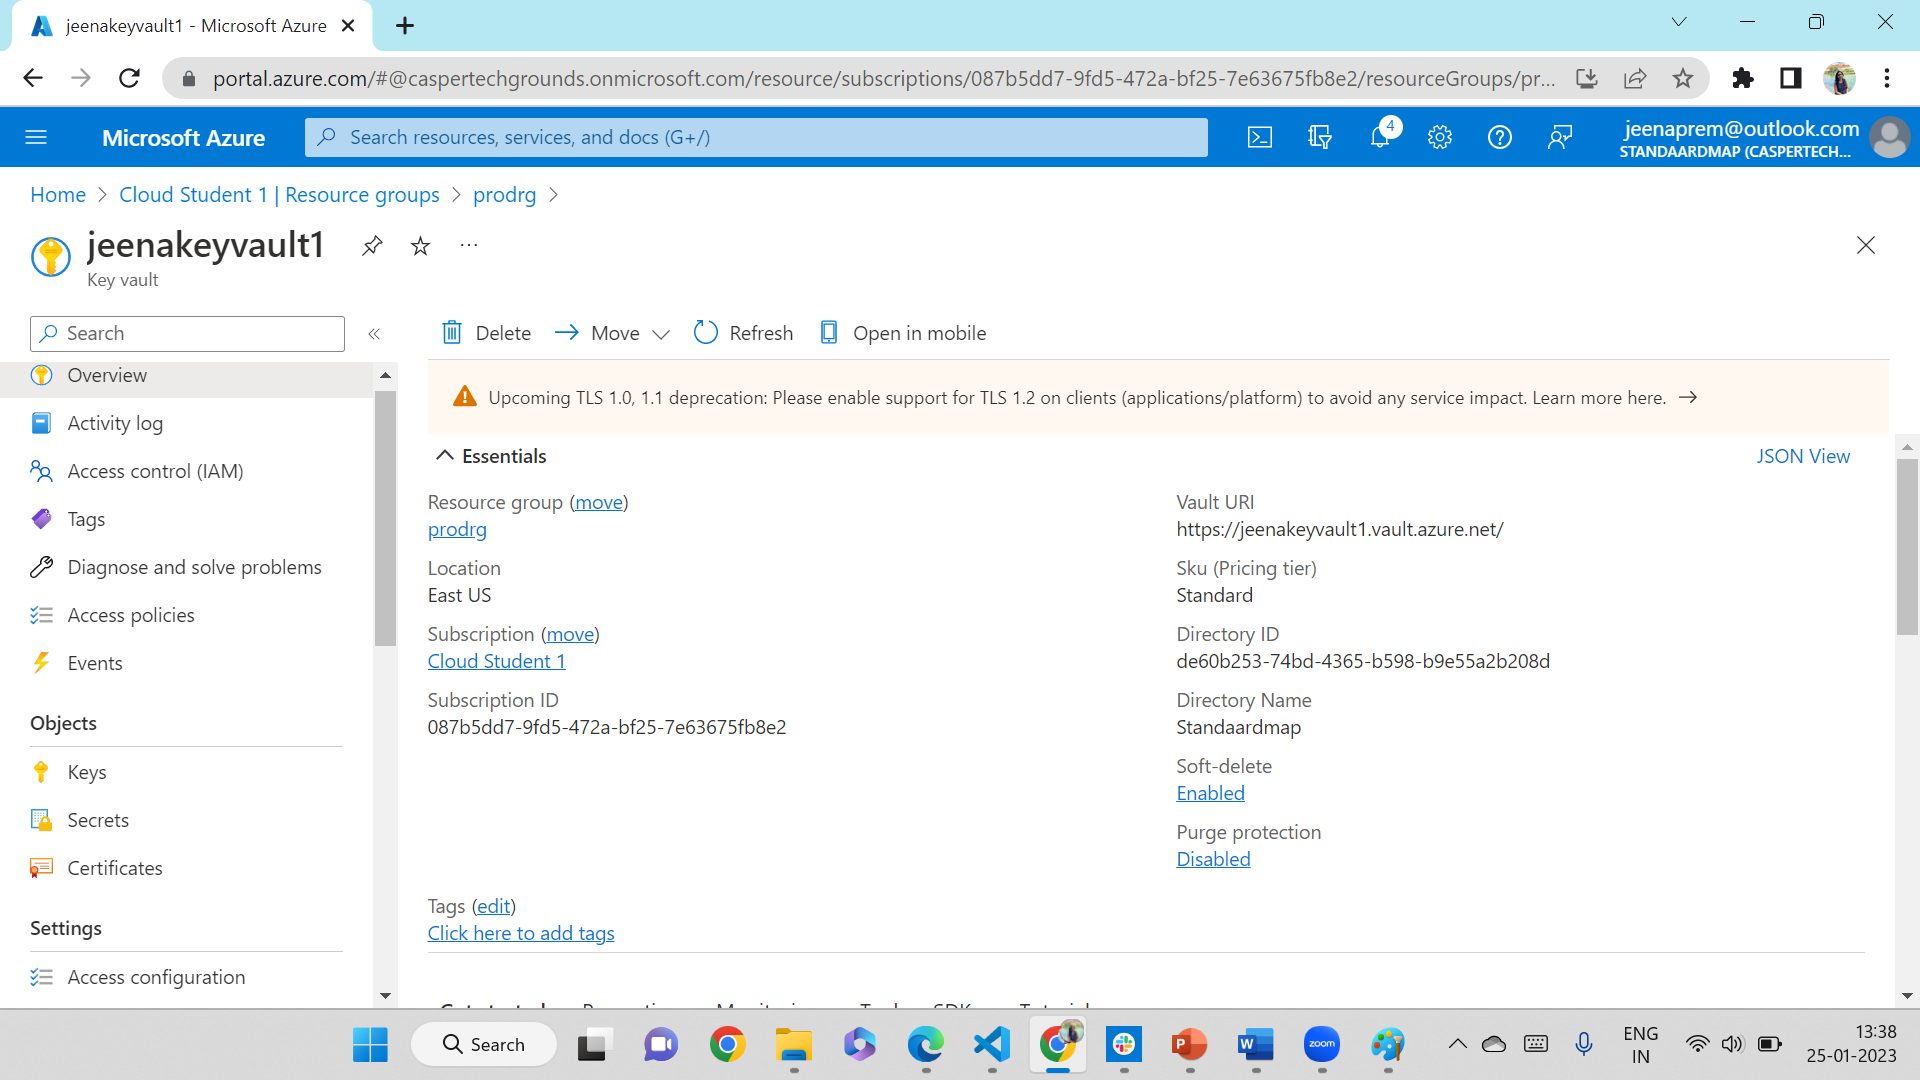 jeenakeyvault1 - Microsoft Azure
portal.azure.com/#@caspertechgrounds.onmicrosoft.com/resource/subscriptions/087b5dd7-9fd5-472a-bf25-7e63675fb8e2/resourceGroups/pr...
Microsoft Azure
Search resources, services, and docs (G+/)
4
jeenaprem@outlook.com
STANDAARDMAP (CASPERTECH...
Home > Cloud Student 1 | Resource groups > prodrg >
jeenakeyvault1
Key vault
Search
Overview
Activity log
Access control (IAM)
Tags
Diagnose and solve problems
Access policies
Events
Objects
Keys
Secrets
Certificates
Settings
Access configuration
Delete
Move
Refresh
Open in mobile
Upcoming TLS 1.0, 1.1 deprecation: Please enable support for TLS 1.2 on clients (applications/platform) to avoid any service impact. Learn more here.
Essentials
JSON View
Resource group (move)
prodrg
Location
East US
Subscription (move)
Cloud Student 1
Subscription ID
087b5dd7-9fd5-472a-bf25-7e63675fb8e2
Vault URI
https://jeenakeyvault1.vault.azure.net/
Sku (Pricing tier)
Standard
Directory ID
de60b253-74bd-4365-b598-b9e55a2b208d
Directory Name
Standaardmap
Soft-delete
Enabled
Purge protection
Disabled
Tags (edit)
Click here to add tags
Search
zoom
ENG
IN
13:38
25-01-2023